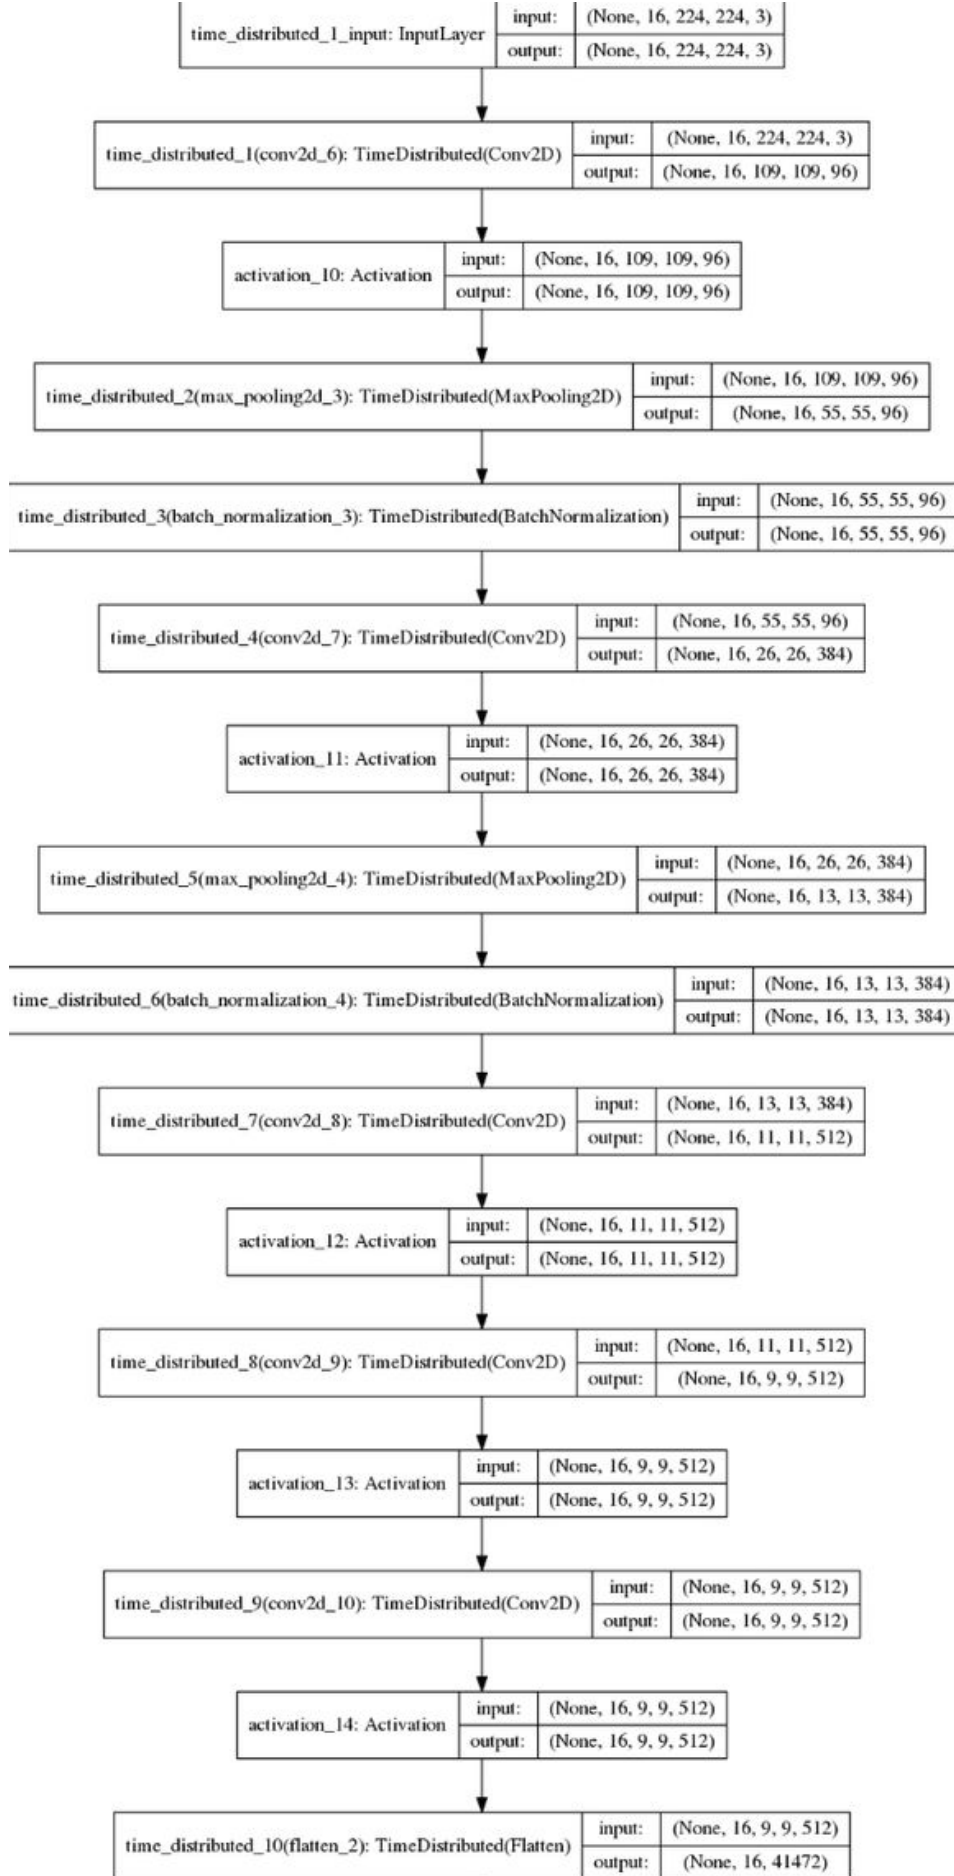 time_distributed_1_input: InputLayer
input: (None, 16, 224, 224, 3)
output: (None, 16, 224, 224, 3)
time_distributed_1(conv2d_6): TimeDistributed(Conv2D)
input: (None, 16, 224, 224, 3)
output: (None, 16, 109, 109, 96)
activation_10: Activation
input: (None, 16, 109, 109, 96)
output: (None, 16, 109, 109, 96)
time_distributed_2(max_pooling2d_3): TimeDistributed(MaxPooling2D)
input: (None, 16, 109, 109, 96)
output: (None, 16, 55, 55, 96)
time_distributed_3(batch_normalization_3): TimeDistributed(BatchNormalization)
input: (None, 16, 55, 55, 96)
output: (None, 16, 55, 55, 96)
time_distributed_4(conv2d_7): TimeDistributed(Conv2D)
input: (None, 16, 55, 55, 96)
output: (None, 16, 26, 26, 384)
activation_11: Activation
input: (None, 16, 26, 26, 384)
output: (None, 16, 26, 26, 384)
time_distributed_5(max_pooling2d_4): TimeDistributed(MaxPooling2D)
input: (None, 16, 26, 26, 384)
output: (None, 16, 13, 13, 384)
time_distributed_6(batch_normalization_4): TimeDistributed(BatchNormalization)
input: (None, 16, 13, 13, 384)
output: (None, 16, 13, 13, 384)
time_distributed_7(conv2d_8): TimeDistributed(Conv2D)
input: (None, 16, 13, 13, 384)
output: (None, 16, 11, 11, 512)
activation_12: Activation
input: (None, 16, 11, 11, 512)
output: (None, 16, 11, 11, 512)
time_distributed_8(conv2d_9): TimeDistributed(Conv2D)
input: (None, 16, 11, 11, 512)
output: (None, 16, 9, 9, 512)
activation_13: Activation
input: (None, 16, 9, 9, 512)
output: (None, 16, 9, 9, 512)
time_distributed_9(conv2d_10): TimeDistributed(Conv2D)
input: (None, 16, 9, 9, 512)
output: (None, 16, 9, 9, 512)
activation_14: Activation
input: (None, 16, 9, 9, 512)
output: (None, 16, 9, 9, 512)
time_distributed_10(flatten_2): TimeDistributed(Flatten)
input: (None, 16, 9, 9, 512)
output: (None, 16, 41472)